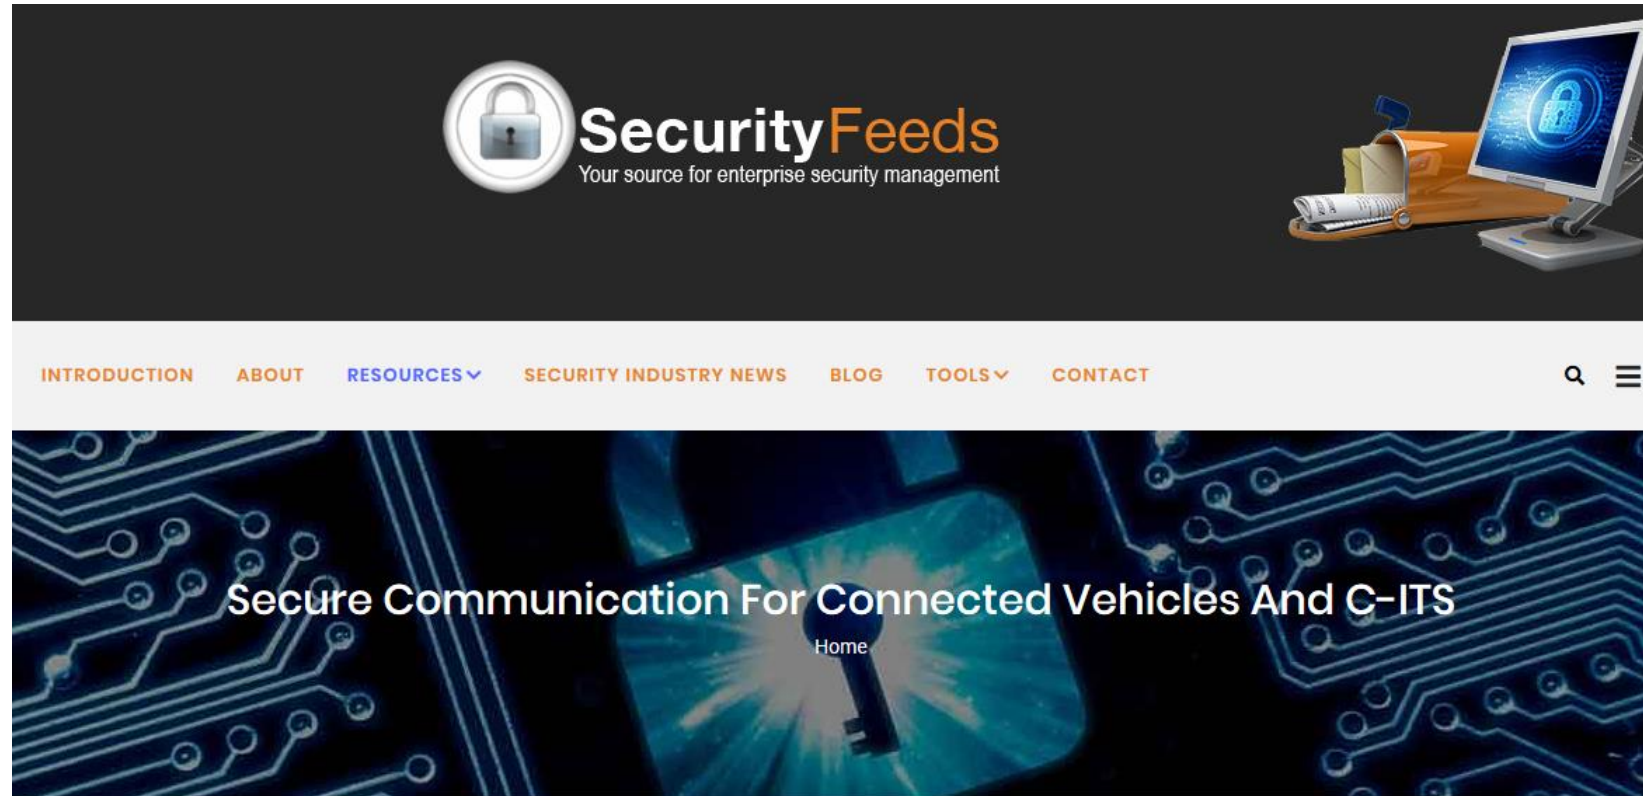 SecurityFeeds
Your source for enterprise security management
INTRODUCTION ABOUT RESOURCES SECURITY INDUSTRY NEWS BLOG TOOLS CONTACT
Secure Communication For Connected Vehicles And C-ITS
Home